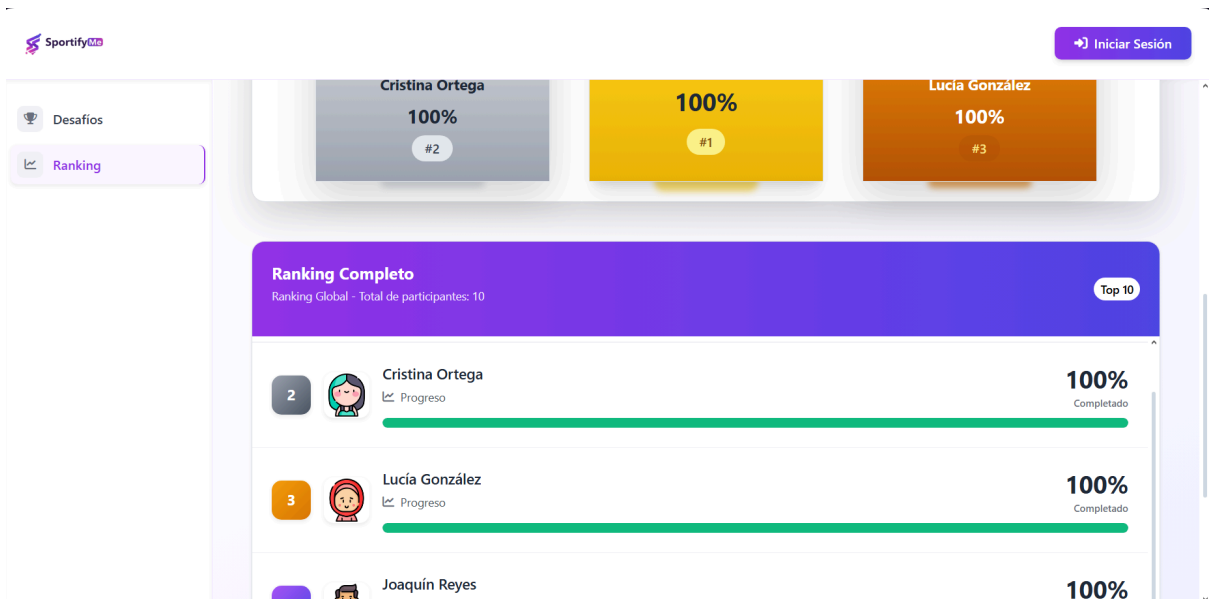 SportifyMe
Iniciar Sesión
Desafíos
Ranking
Cristina Ortega
100%
#2
100%
#1
Lucía González
100%
#3
Ranking Completo
Ranking Global - Total de participantes: 10
Top 10
2
Cristina Ortega
Progreso
100%
Completado
3
Lucía González
Progreso
100%
Completado
Joaquín Reyes
100%